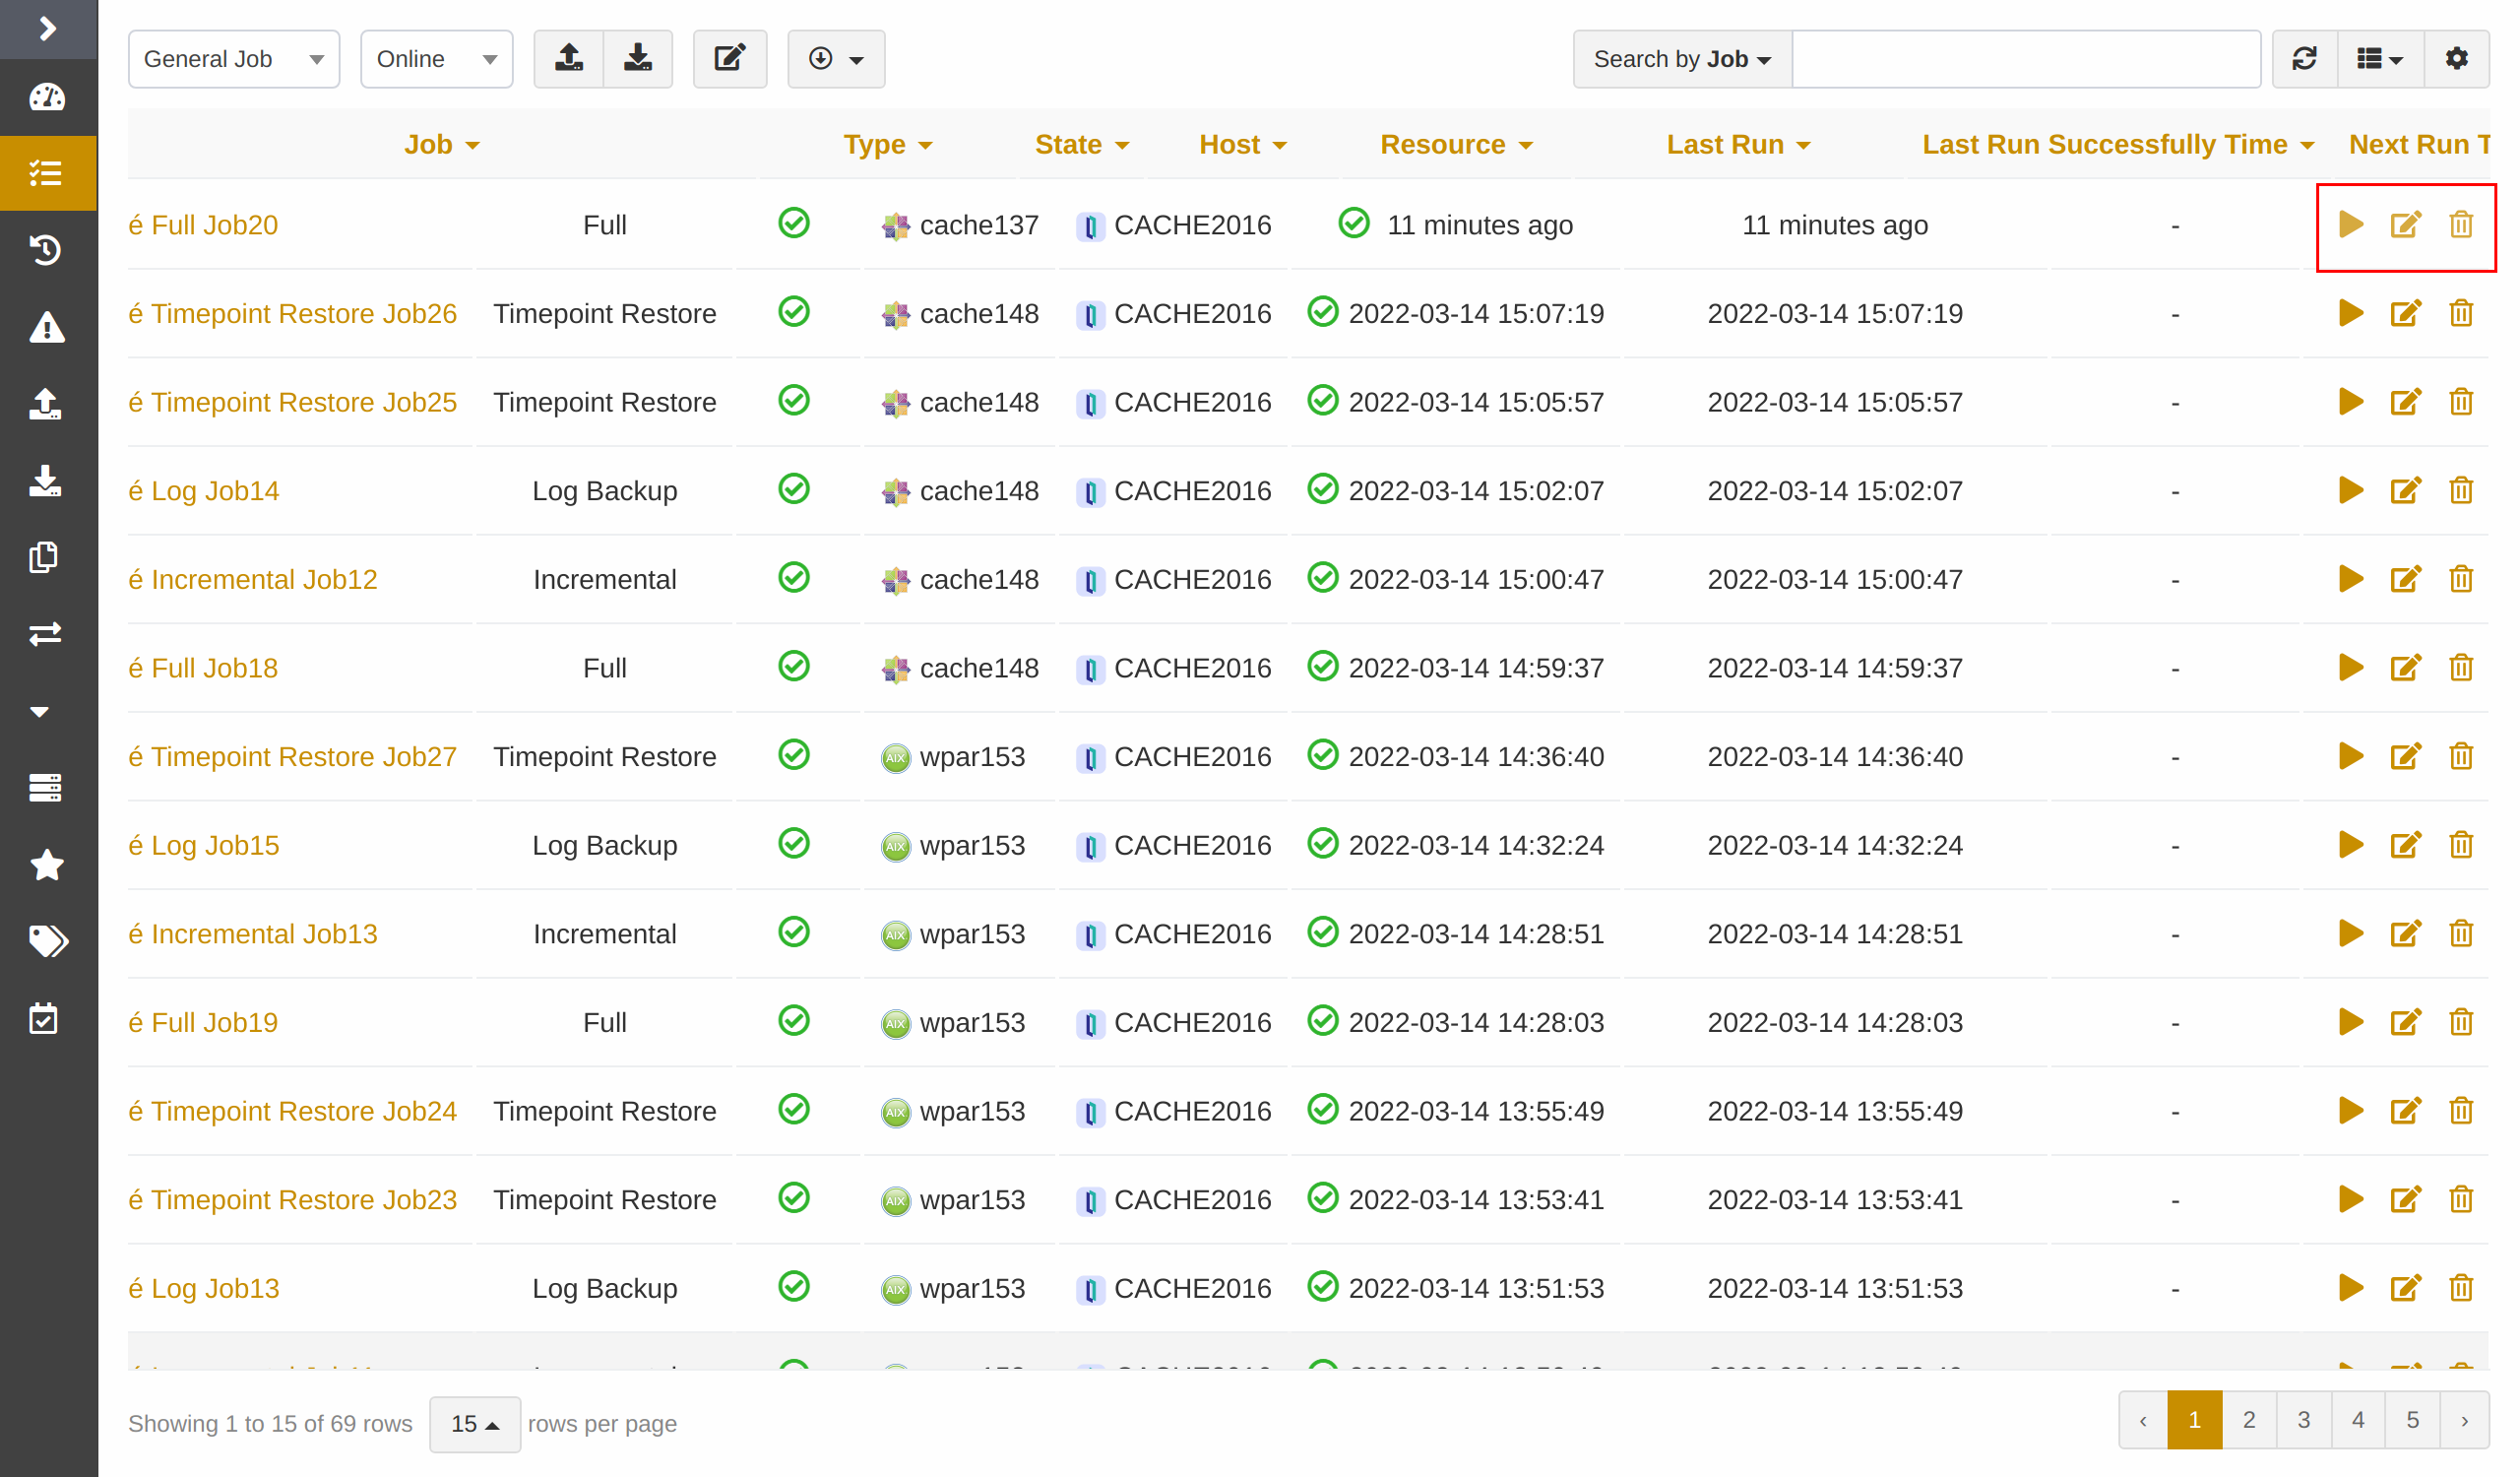 General Job Online Search by Job
Job Type State Host Resource Last Run Last Run Successfully Time Next Run T
é Full Job20 Full cache137 CACHE2016 11 minutes ago 11 minutes ago -
é Timepoint Restore Job26 Timepoint Restore cache148 CACHE2016 2022-03-14 15:07:19 2022-03-14 15:07:19 -
é Timepoint Restore Job25 Timepoint Restore cache148 CACHE2016 2022-03-14 15:05:57 2022-03-14 15:05:57 -
é Log Job14 Log Backup cache148 CACHE2016 2022-03-14 15:02:07 2022-03-14 15:02:07 -
é Incremental Job12 Incremental cache148 CACHE2016 2022-03-14 15:00:47 2022-03-14 15:00:47 -
é Full Job18 Full cache148 CACHE2016 2022-03-14 14:59:37 2022-03-14 14:59:37 -
é Timepoint Restore Job27 Timepoint Restore AIX wpar153 CACHE2016 2022-03-14 14:36:40 2022-03-14 14:36:40 -
é Log Job15 Log Backup AIX wpar153 CACHE2016 2022-03-14 14:32:24 2022-03-14 14:32:24 -
é Incremental Job13 Incremental AIX wpar153 CACHE2016 2022-03-14 14:28:51 2022-03-14 14:28:51 -
é Full Job19 Full AIX wpar153 CACHE2016 2022-03-14 14:28:03 2022-03-14 14:28:03 -
é Timepoint Restore Job24 Timepoint Restore AIX wpar153 CACHE2016 2022-03-14 13:55:49 2022-03-14 13:55:49 -
é Timepoint Restore Job23 Timepoint Restore AIX wpar153 CACHE2016 2022-03-14 13:53:41 2022-03-14 13:53:41 -
é Log Job13 Log Backup AIX wpar153 CACHE2016 2022-03-14 13:51:53 2022-03-14 13:51:53 -
Showing 1 to 15 of 69 rows 15 rows per page ‹ 1 2 3 4 5 ›